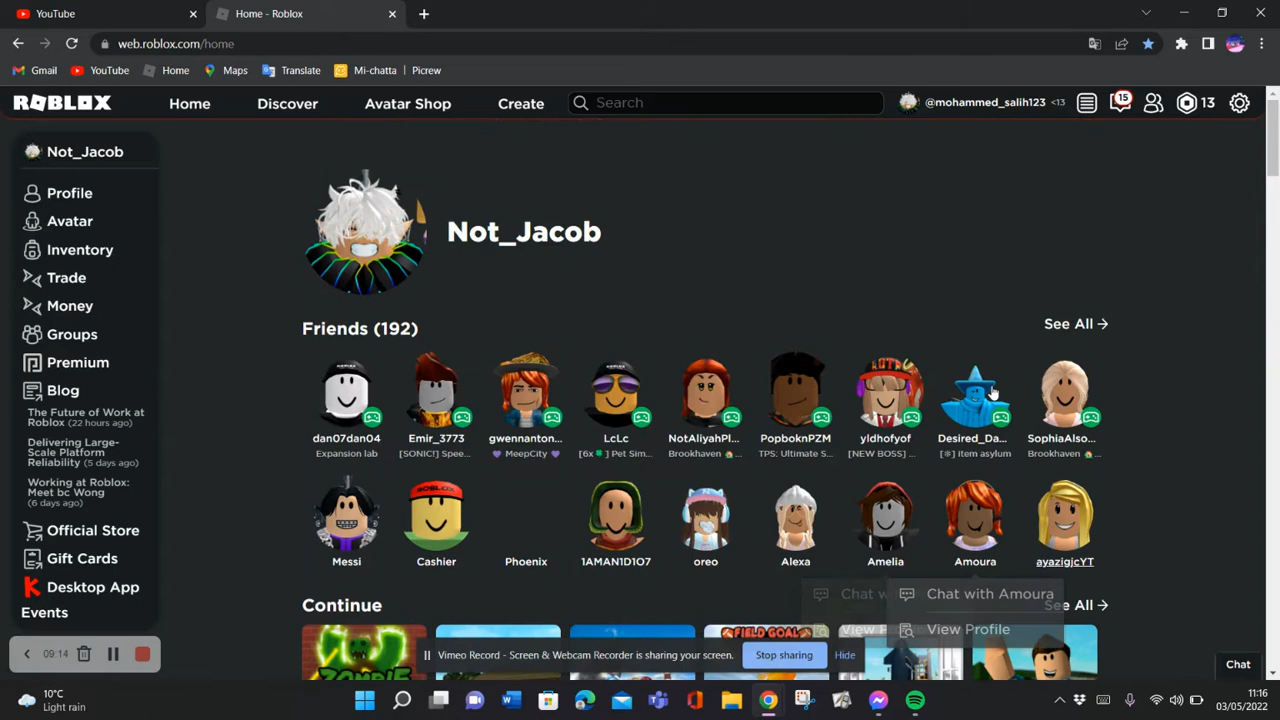 YouTube
Home - Roblox
web.roblox.com/home
Gmail
YouTube
Home
Maps
Translate
Mi-chatta
Picrew
ROBLOX
Home
Discover
Avatar Shop
Create
Search
@mohammed_salih123 <13
15
13
Not_Jacob
Profile
Avatar
Inventory
Trade
Money
Groups
Premium
Blog
The Future of Work at
Roblox (22 hours ago)
Delivering Large-
Scale Platform
Reliability (5 days ago)
Working at Roblox:
Meet bc Wong
(6 days ago)
Official Store
Gift Cards
Desktop App
Events
Not_Jacob
Friends (192)
See All
dan07dan04
Emir_3773
gwennanton...
LcLc
NotAliyahPl...
PopboknPZM
yldhofyof
Desired_Da...
SophiaAlso...
Expansion lab
[SONIC!] Spee...
MeepCity
[6x🍀] Pet Sim...
Brookhaven
TPS: Ultimate S...
[NEW BOSS] ...
[❄] item asylum
Brookhaven
Messi
Cashier
Phoenix
1AMAN1D1O7
oreo
Alexa
Amelia
Amoura
ayazigjcYT
Chat w
Chat with Amoura
View Profile
Continue
See All
ZOMBIE
FIELD GOAL
Vimeo Record - Screen & Webcam Recorder is sharing your screen.
Stop sharing
Hide
09:14
Chat
10°C
Light rain
11:16
03/05/2022